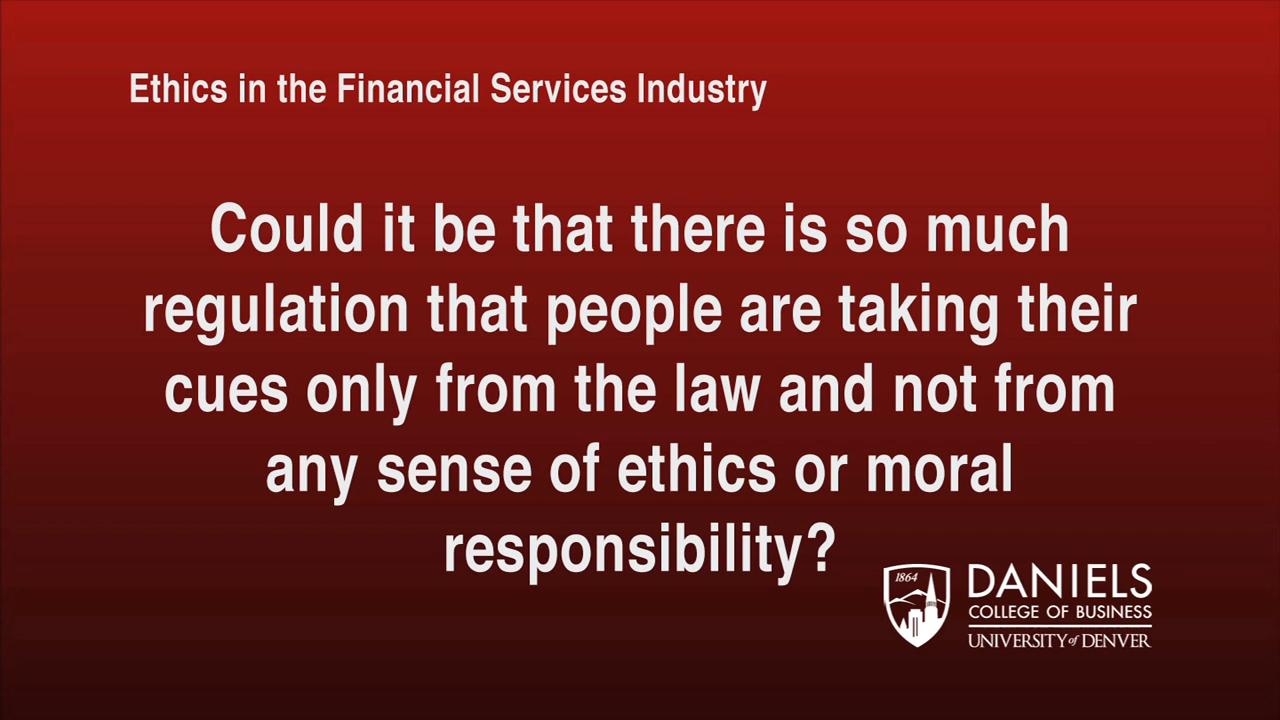 Ethics in the Financial Services Industry
Could it be that there is so much
regulation that people are taking their
cues only from the law and not from
any sense of ethics or moral
responsibility?
1864
DANIELS
COLLEGE OF BUSINESS
UNIVERSITY of DENVER